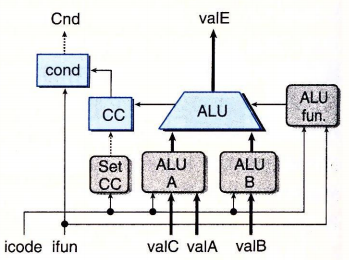 Cnd
valE
cond
CC
ALU
ALU
fun.
Set
CC
ALU
A
ALU
B
icode ifun
valC valA
valB